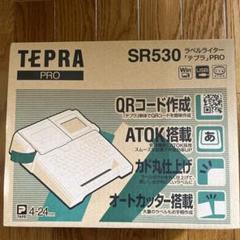 TEPRA
PRO
SR530
ラベルライター
「テプラ」PRO
QRコード作成
ATOK搭載
あ
カド丸仕上げ
オートカッター搭載
4-24mm